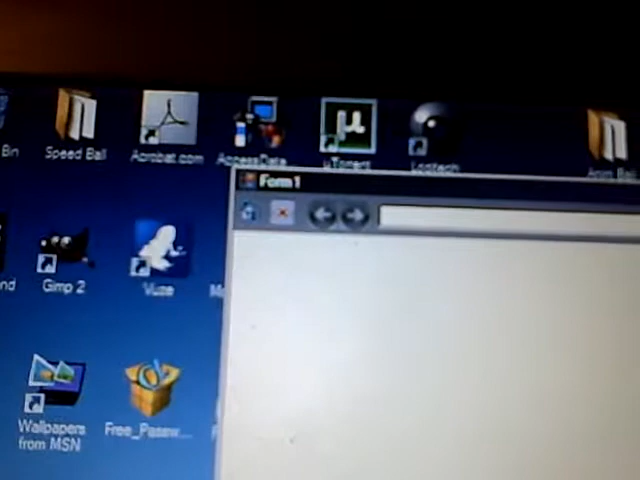 Bin
Speed Ball
Acrobat.com
AccessData
uTorrent
Logitech
Form1
Gimp 2
Vuze
Wallpapers
from MSN
Free_Passw...